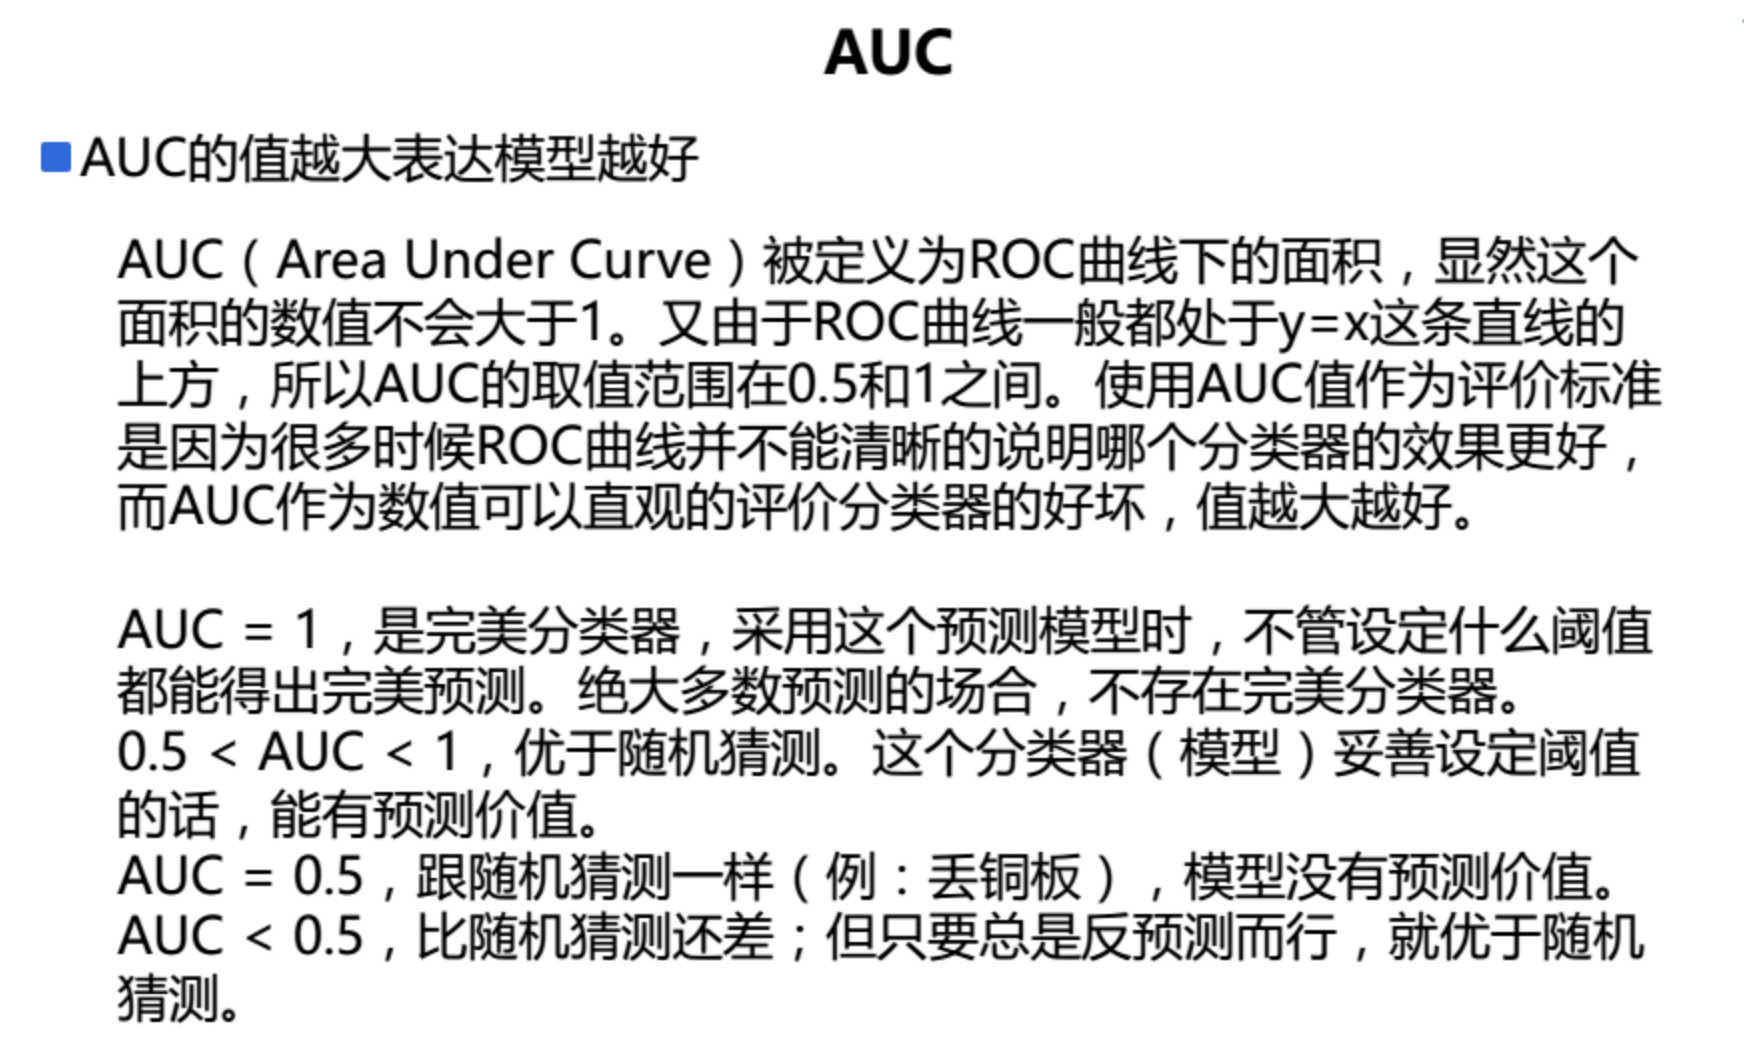 AUC
AUC的值越大表达模型越好
AUC（Area Under Curve）被定义为ROC曲线下的面积，显然这个
面积的数值不会大于1。又由于ROC曲线一般都处于y=x这条直线的
上方，所以AUC的取值范围在0.5和1之间。使用AUC值作为评价标准
是因为很多时候ROC曲线并不能清晰的说明哪个分类器的效果更好，
而AUC作为数值可以直观的评价分类器的好坏，值越大越好。
AUC = 1，是完美分类器，采用这个预测模型时，不管设定什么阈值
都能得出完美预测。绝大多数预测的场合，不存在完美分类器。
0.5 < AUC < 1，优于随机猜测。这个分类器（模型）妥善设定阈值
的话，能有预测价值。
AUC = 0.5，跟随机猜测一样（例：丢铜板），模型没有预测价值。
AUC < 0.5，比随机猜测还差；但只要总是反预测而行，就优于随机
猜测。